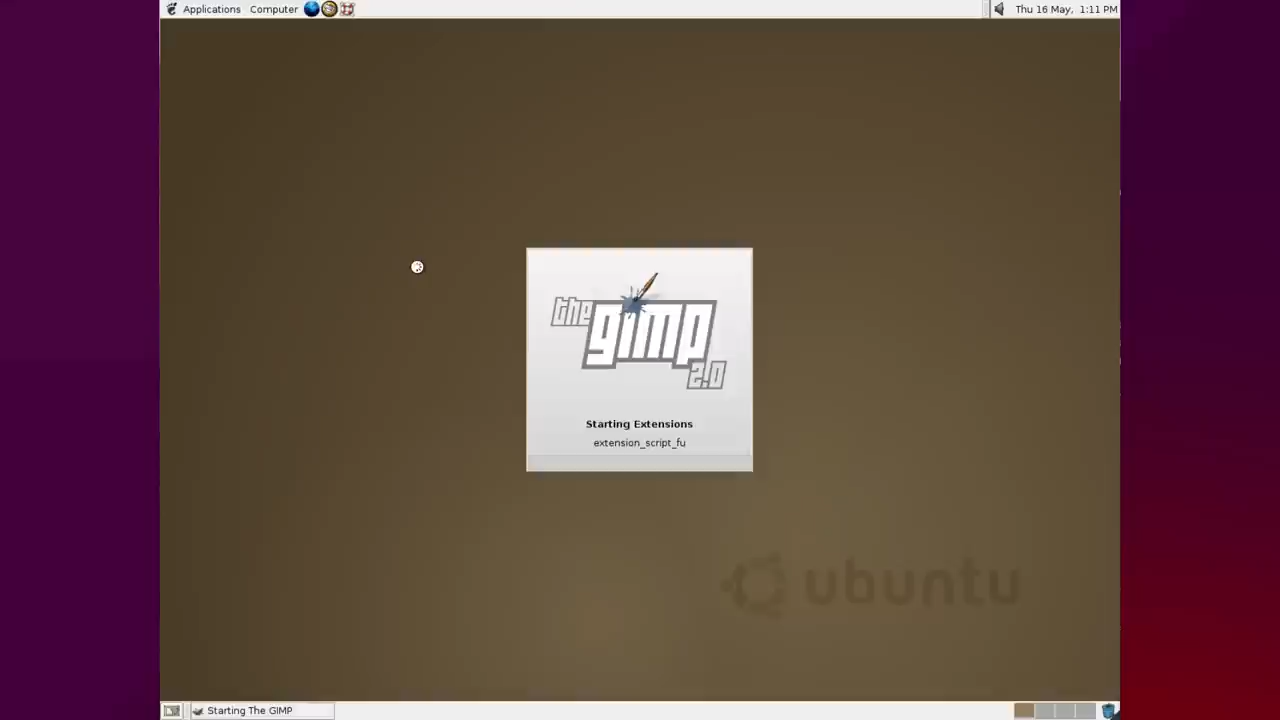 Applications Computer Thu 16 May, 1:11 PM
the gimp 2.0
Starting Extensions
extension_script_fu
ubuntu
Starting The GIMP